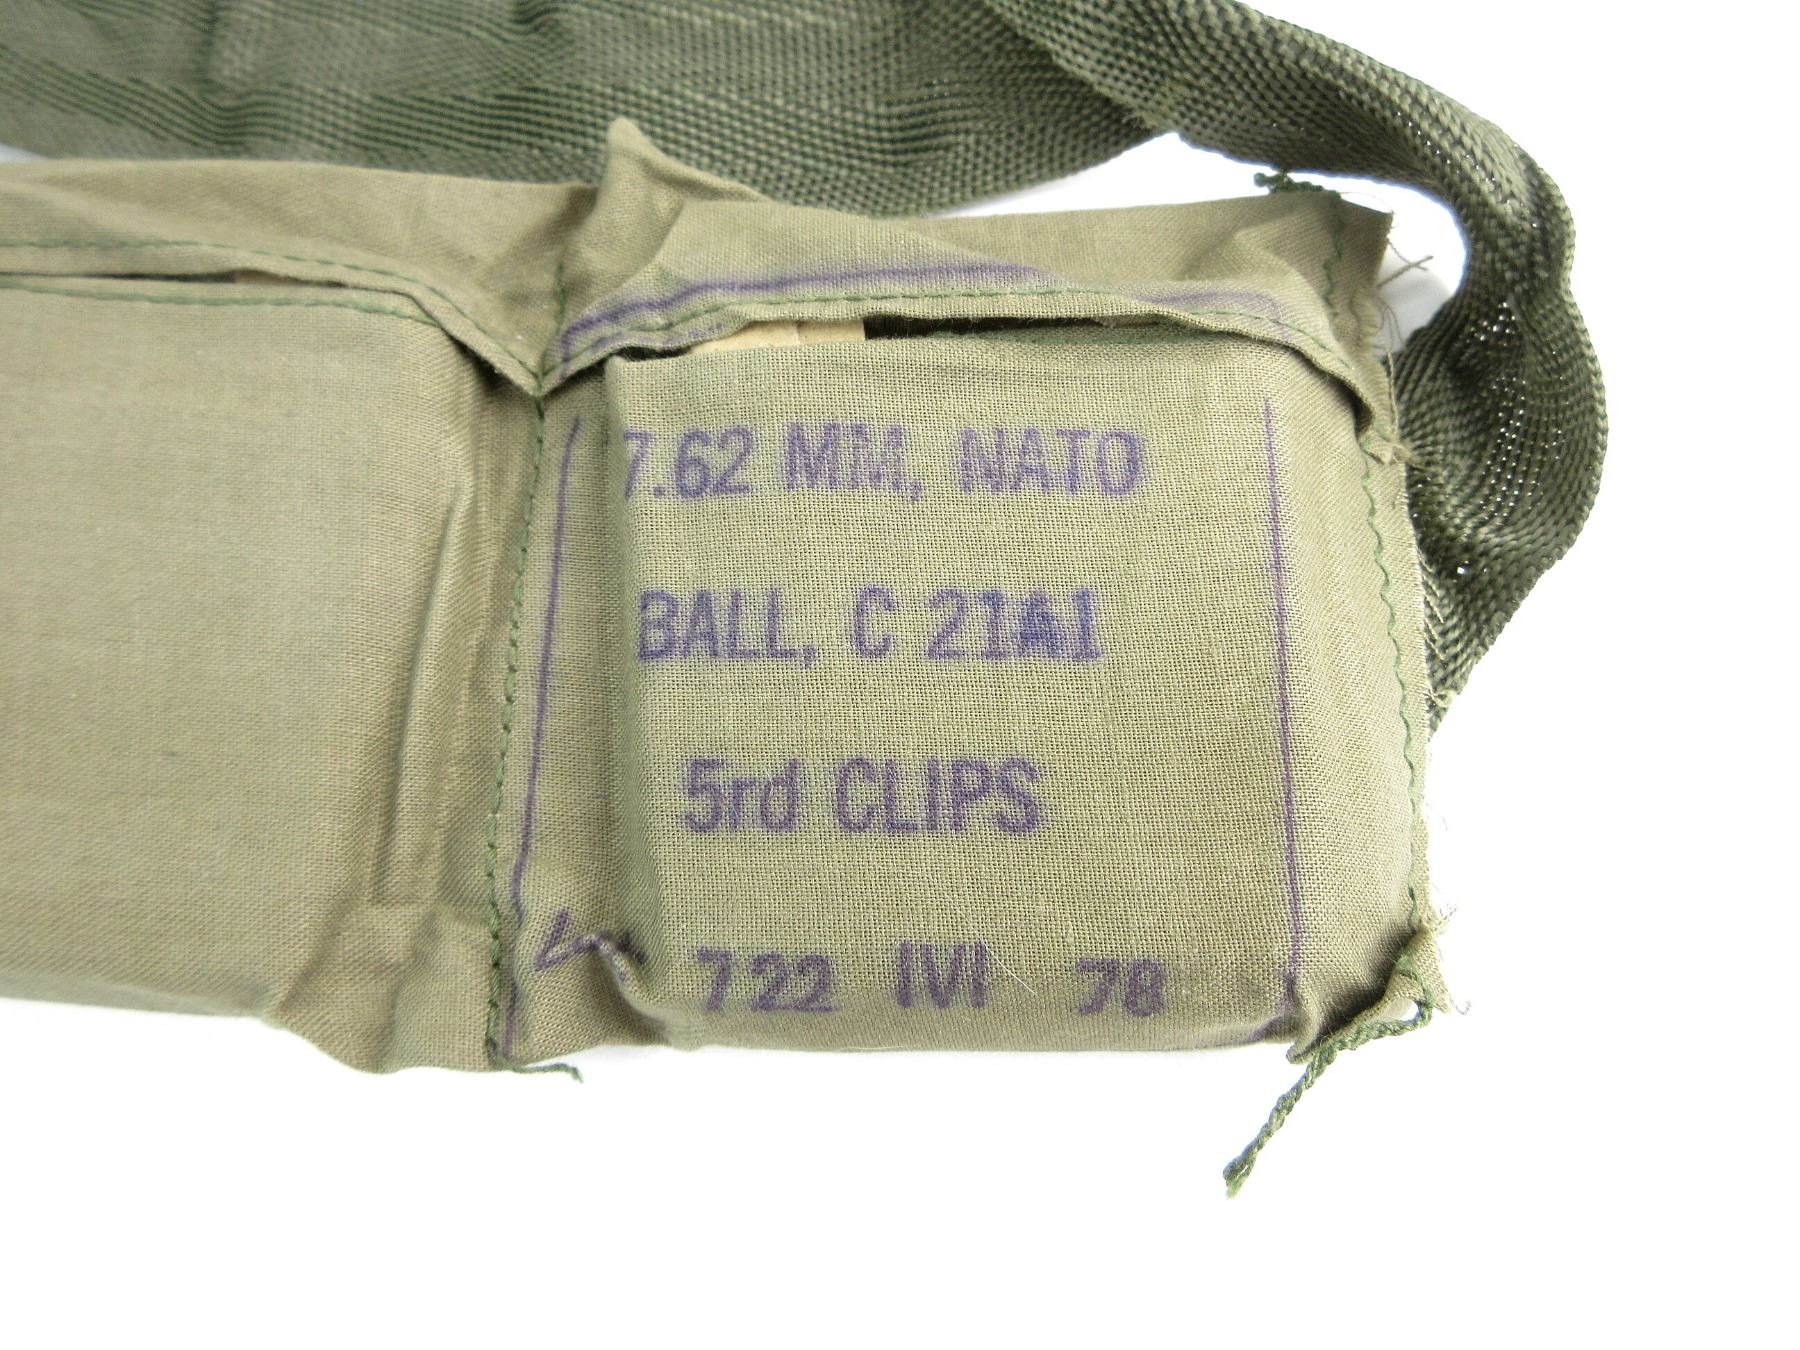 7.62 MM, NATO
BALL, C 21A1
5rd CLIPS
722 IVI 78